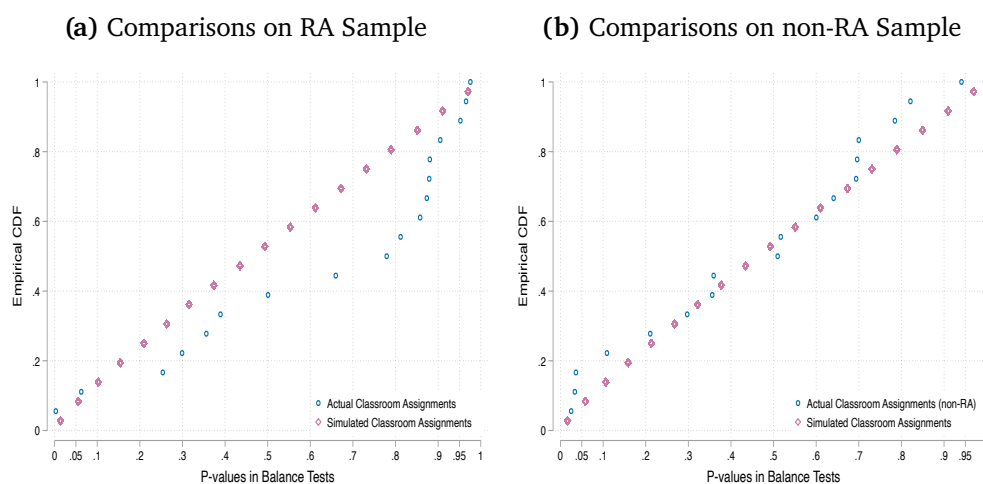 (a) Comparisons on RA Sample
1
.8
.6
.4
.2
0
Empirical CDF
Actual Classroom Assignments
Simulated Classroom Assignments
0 .05 .1 .2 .3 .4 .5 .6 .7 .8 .9 .95 1
P-values in Balance Tests
(b) Comparisons on non-RA Sample
1
.8
.6
.4
.2
0
Empirical CDF
Actual Classroom Assignments (non-RA)
Simulated Classroom Assignments
0 .05 .1 .2 .3 .4 .5 .6 .7 .8 .9 .95
P-values in Balance Tests